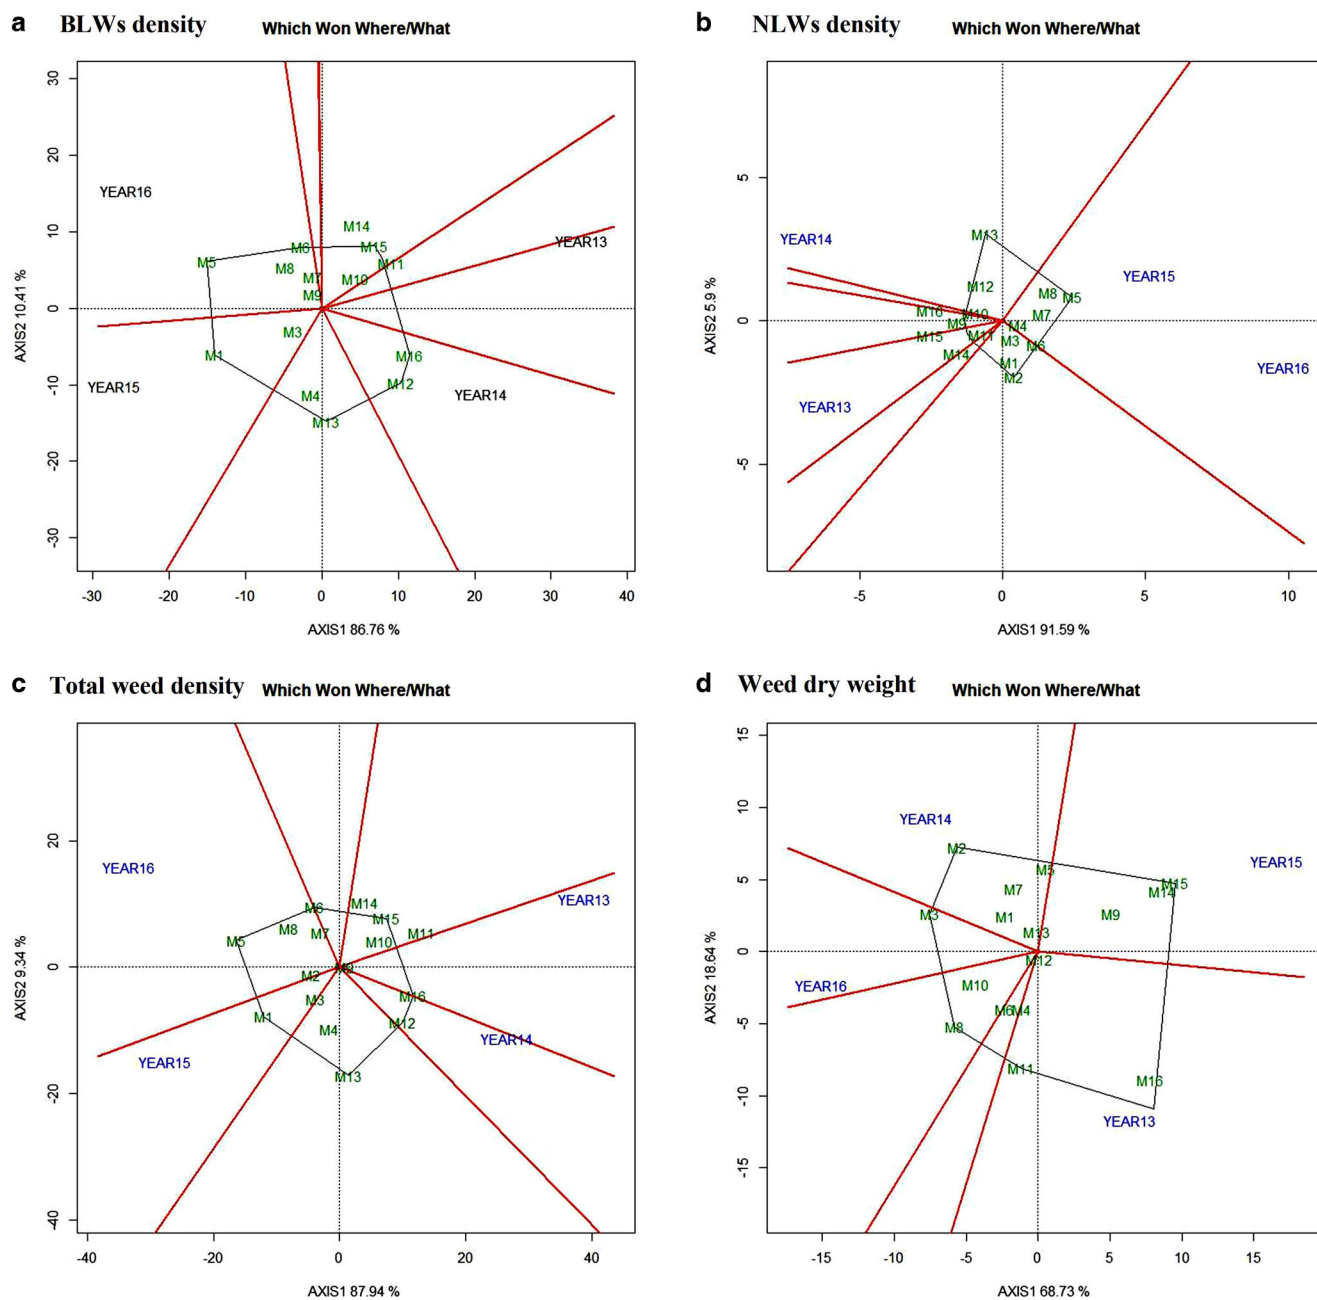 a BLWs density Which Won Where/What
30
20
10
0
-10
-20
-30
AXIS2 10.41 %
YEAR16
YEAR13
YEAR15
YEAR14
M14
M6
M15
M5
M8
M11
M7
M10
M9
M3
M1
M16
M12
M4
M13
-30 -20 -10 0 10 20 30 40
AXIS1 86.76 %
b NLWs density Which Won Where/What
5
0
-5
AXIS2 5.9 %
YEAR14
YEAR15
YEAR16
YEAR13
M13
M12
M8
M5
M16
M10
M7
M9
M4
M15
M11
M3
M6
M14
M1
M2
-5 0 5 10
AXIS1 91.59 %
c Total weed density Which Won Where/What
20
0
-20
-40
AXIS2 9.34 %
YEAR16
YEAR13
YEAR14
YEAR15
M6
M14
M15
M5
M8
M7
M10
M11
M2
M3
M16
M1
M4
M12
M13
-40 -20 0 20 40
AXIS1 87.94 %
d Weed dry weight Which Won Where/What
15
10
5
0
-5
-10
-15
AXIS2 18.64 %
YEAR14
YEAR15
YEAR16
YEAR13
M2
M5
M15
M7
M14
M3
M1
M9
M13
M12
M10
M6
M4
M8
M11
M16
-15 -10 -5 0 5 10 15
AXIS1 68.73 %